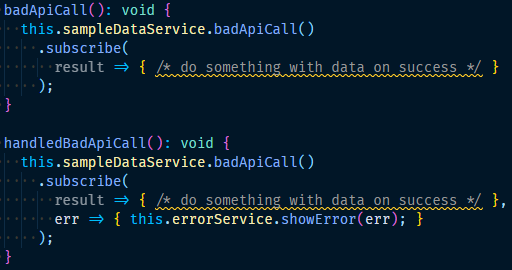 badApiCall(): void {
this.sampleDataService.badApiCall()
.subscribe(
result => { /* do something with data on success */ }
);
}
handledBadApiCall(): void {
this.sampleDataService.badApiCall()
.subscribe(
result => { /* do something with data on success */ },
err => { this.errorService.showError(err); }
);
}